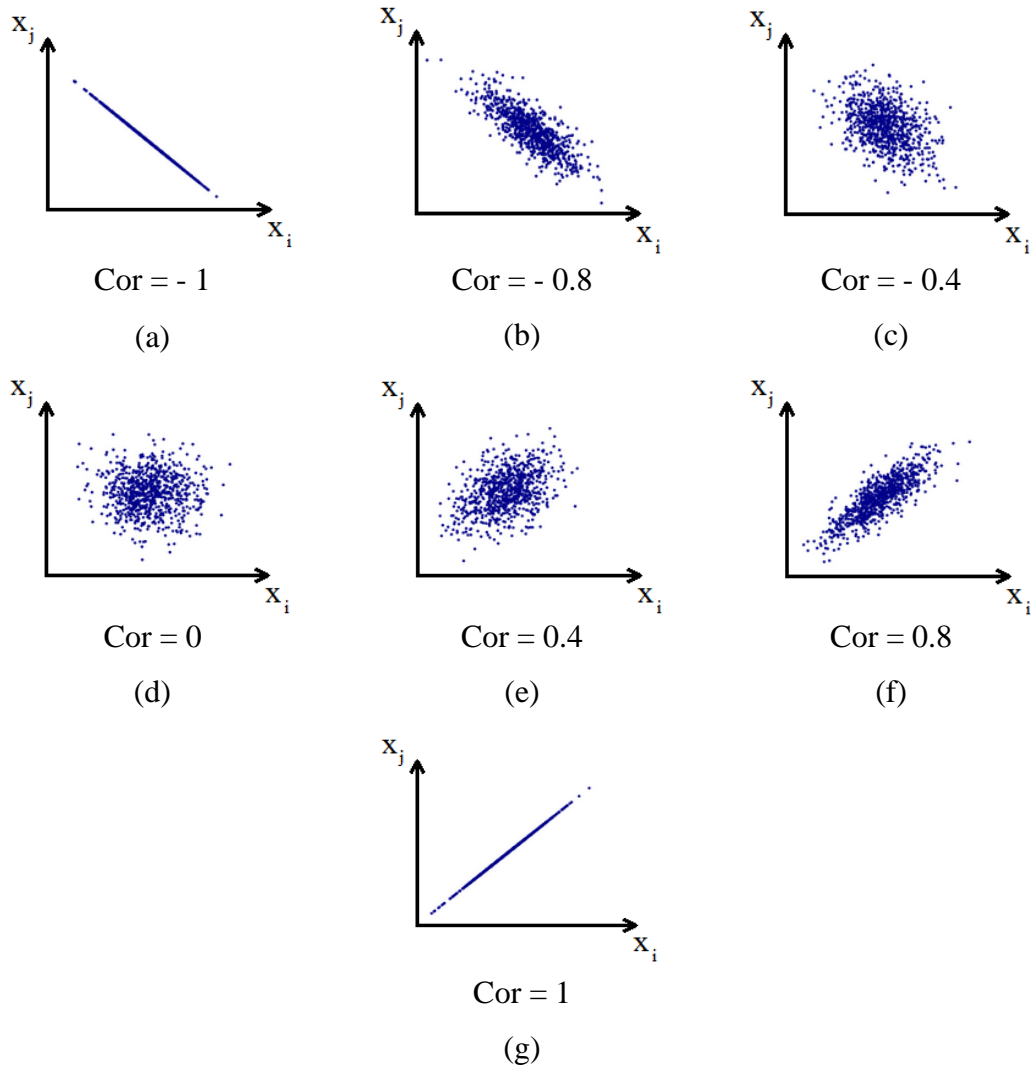 x_j x_j x_j
x_i x_i x_i
Cor = - 1 Cor = - 0.8 Cor = - 0.4
(a) (b) (c)
x_j x_j x_j
x_i x_i x_i
Cor = 0 Cor = 0.4 Cor = 0.8
(d) (e) (f)
x_j
x_i
Cor = 1
(g)